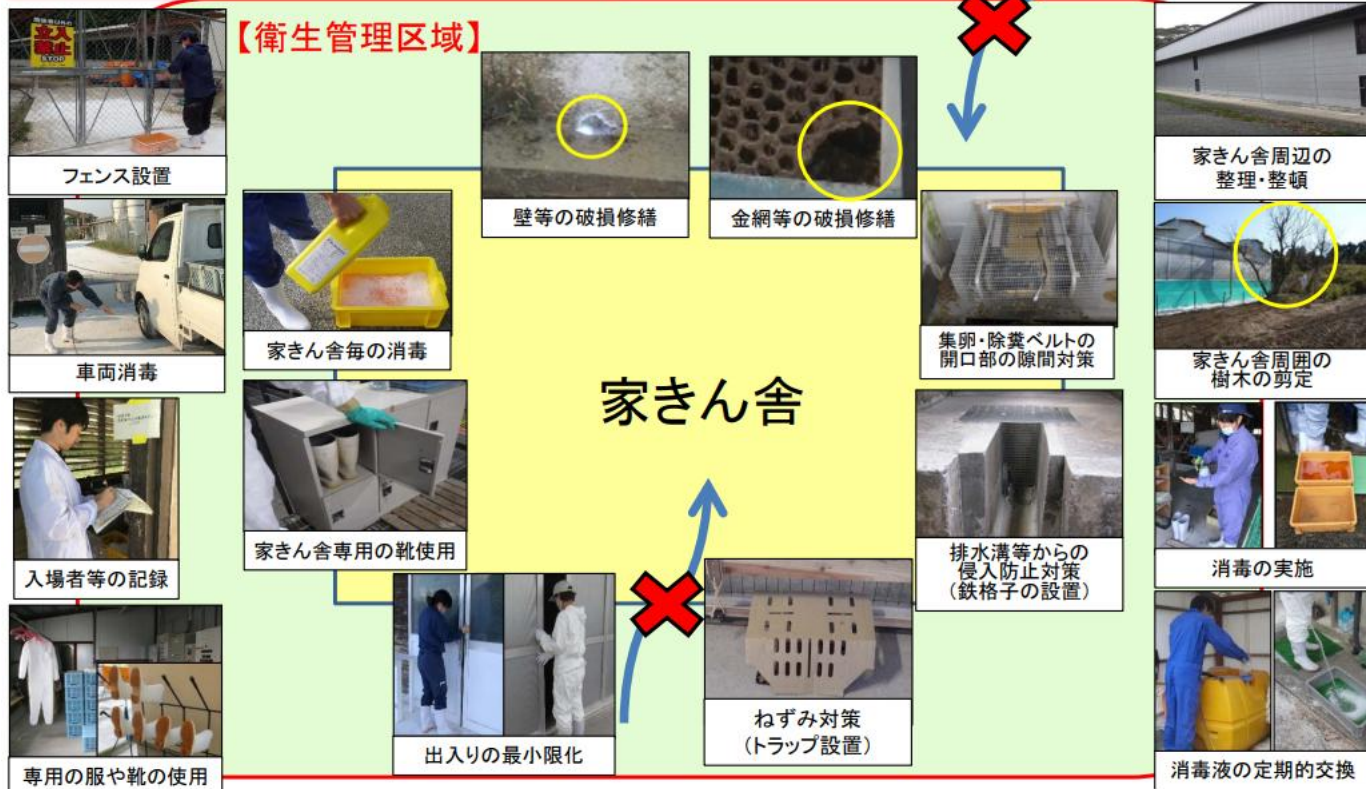 【衛生管理区域】
立入
禁止
STOP
フェンス設置
壁等の破損修繕
金網等の破損修繕
家きん舎周辺の
整理・整頓
車両消毒
家きん舎毎の消毒
家きん舎
集卵・除糞ベルトの
開口部の隙間対策
家きん舎周囲の
樹木の剪定
入場者等の記録
家きん舎専用の靴使用
排水溝等からの
侵入防止対策
(鉄格子の設置)
消毒の実施
専用の服や靴の使用
出入りの最小限化
ねずみ対策
(トラップ設置)
消毒液の定期的交換